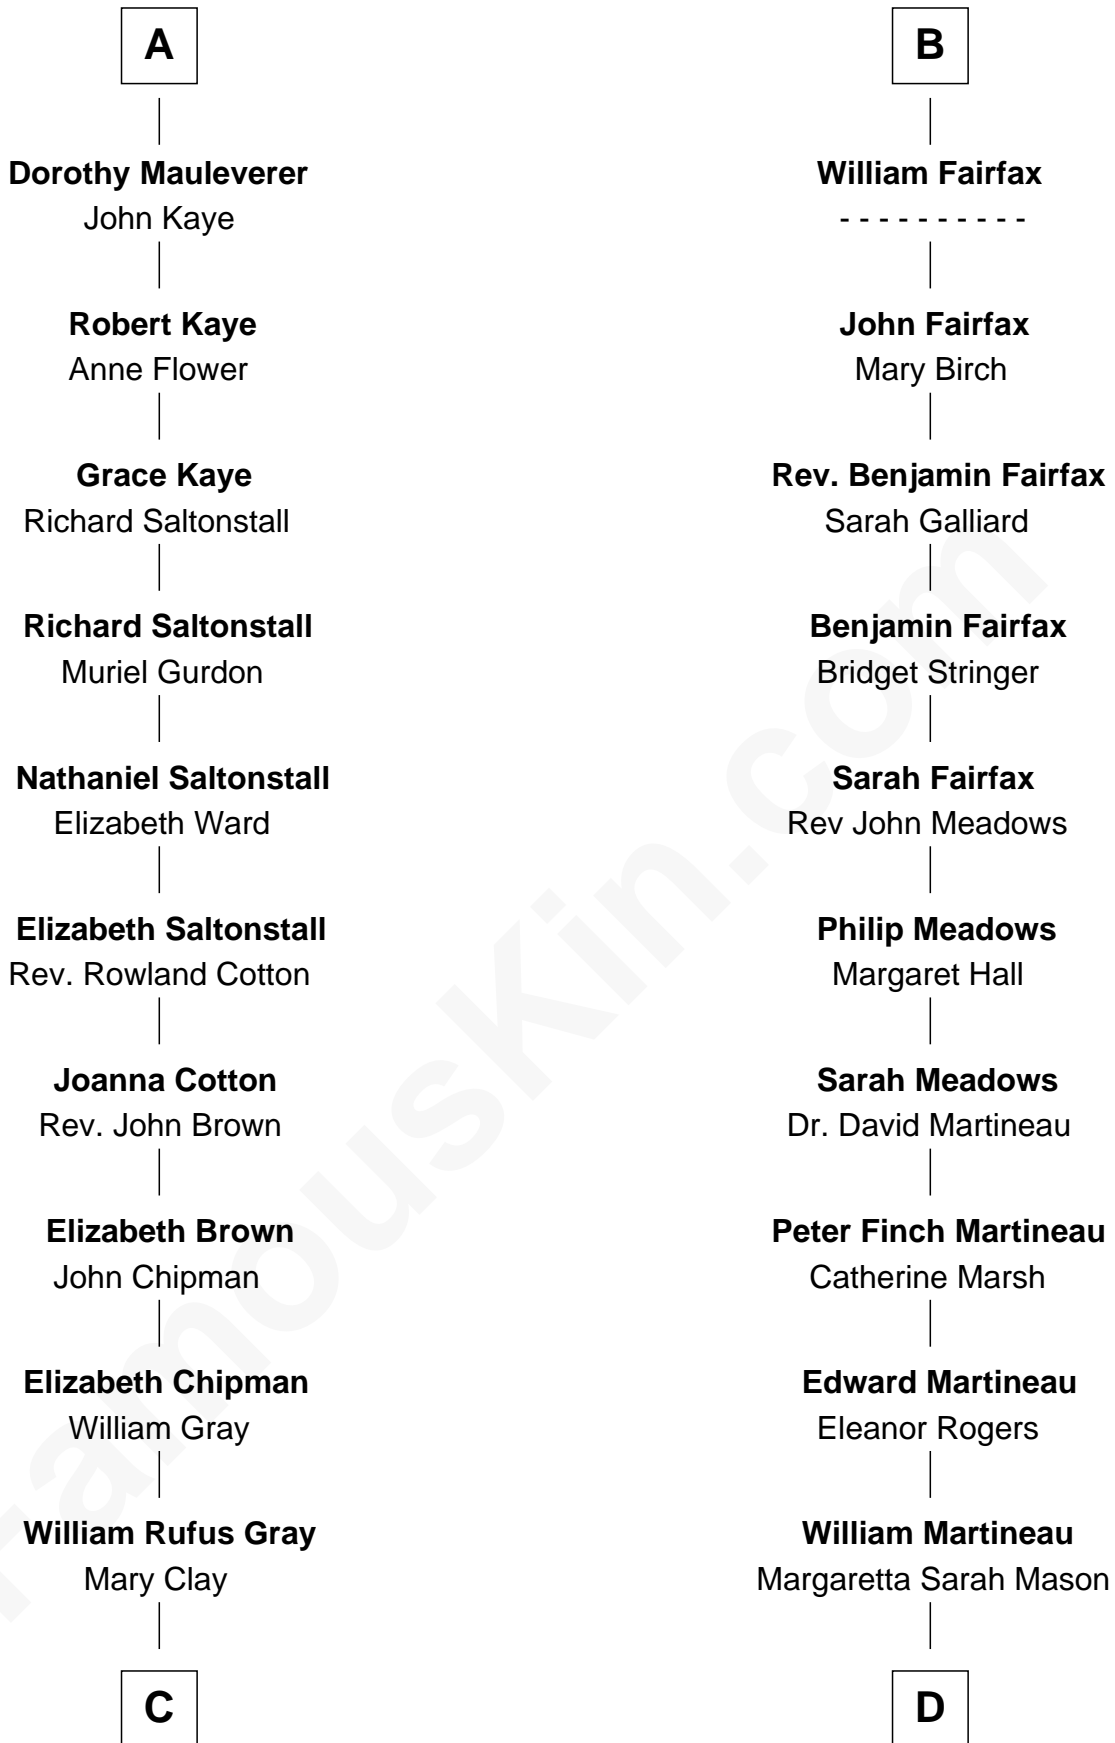 A
Dorothy Mauleverer
John Kaye
Robert Kaye
Anne Flower
Grace Kaye
Richard Saltonstall
Richard Saltonstall
Muriel Gurdon
Nathaniel Saltonstall
Elizabeth Ward
Elizabeth Saltonstall
Rev. Rowland Cotton
Joanna Cotton
Rev. John Brown
Elizabeth Brown
John Chipman
Elizabeth Chipman
William Gray
William Rufus Gray
Mary Clay
C
B
William Fairfax
- - - - - - - - - -
John Fairfax
Mary Birch
Rev. Benjamin Fairfax
Sarah Galliard
Benjamin Fairfax
Bridget Stringer
Sarah Fairfax
Rev John Meadows
Philip Meadows
Margaret Hall
Sarah Meadows
Dr. David Martineau
Peter Finch Martineau
Catherine Marsh
Edward Martineau
Eleanor Rogers
William Martineau
Margaretta Sarah Mason
D
FamousKin.com